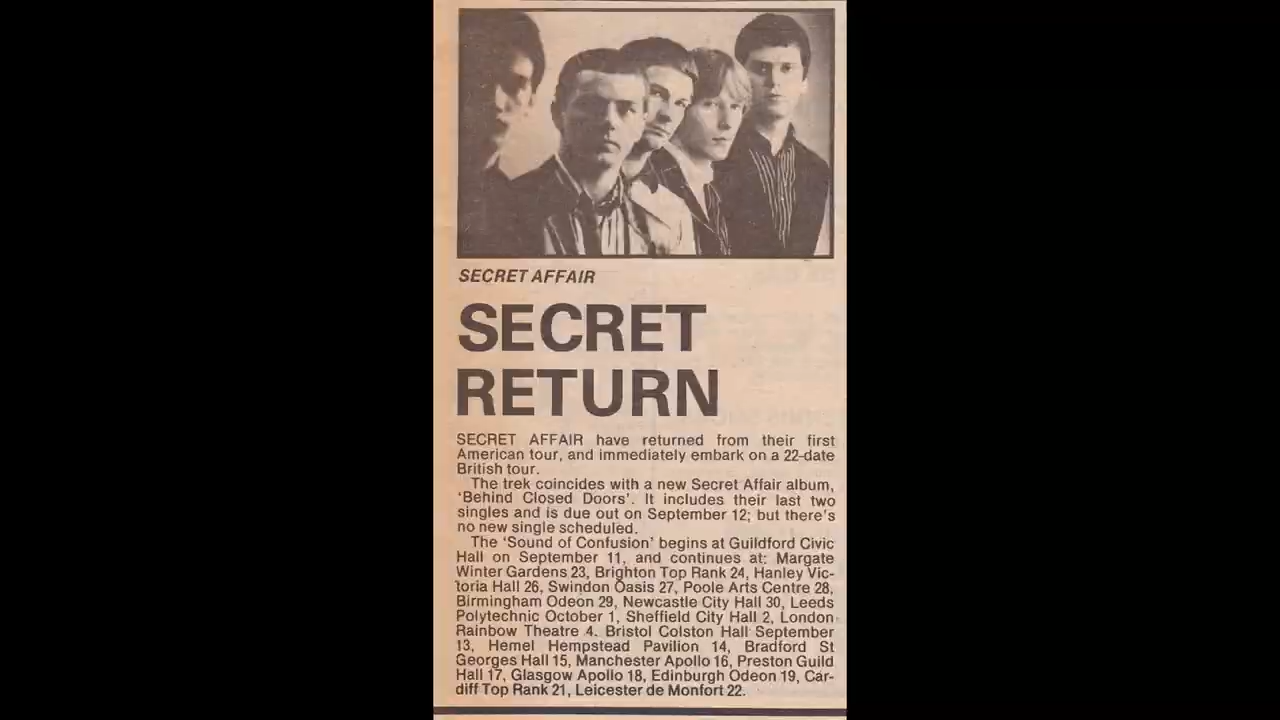 SECRET AFFAIR
SECRET
RETURN
SECRET AFFAIR have returned from their first
American tour, and immediately embark on a 22-date
British tour.
The trek coincides with a new Secret Affair album,
'Behind Closed Doors'. It includes their last two
singles and is due out on September 12; but there's
no new single scheduled.
The 'Sound of Confusion' begins at Guildford Civic
Hall on September 11, and continues at: Margate
Winter Gardens 23, Brighton Top Rank 24, Hanley Vic-
toria Hall 26, Swindon Oasis 27, Poole Arts Centre 28,
Birmingham Odeon 29, Newcastle City Hall 30, Leeds
Polytechnic October 1, Sheffield City Hall 2, London
Rainbow Theatre 4. Bristol Colston Hall September
13, Hemel Hempstead Pavilion 14, Bradford St
Georges Hall 15, Manchester Apollo 16, Preston Guild
Hall 17, Glasgow Apollo 18, Edinburgh Odeon 19, Car-
diff Top Rank 21, Leicester de Monfort 22.